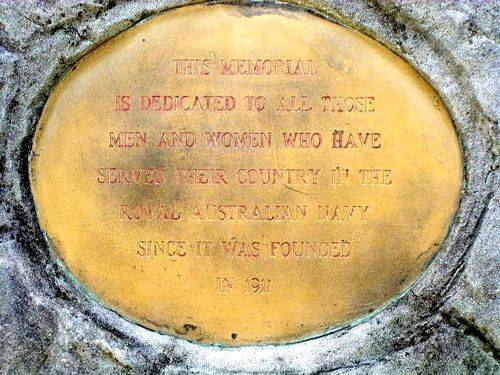 THIS MEMORIAL
IS DEDICATED TO ALL THOSE
MEN AND WOMEN WHO HAVE
SERVED THEIR COUNTRY IN THE
ROYAL AUSTRALIAN NAVY
SINCE IT WAS FOUNDED
IN 1911